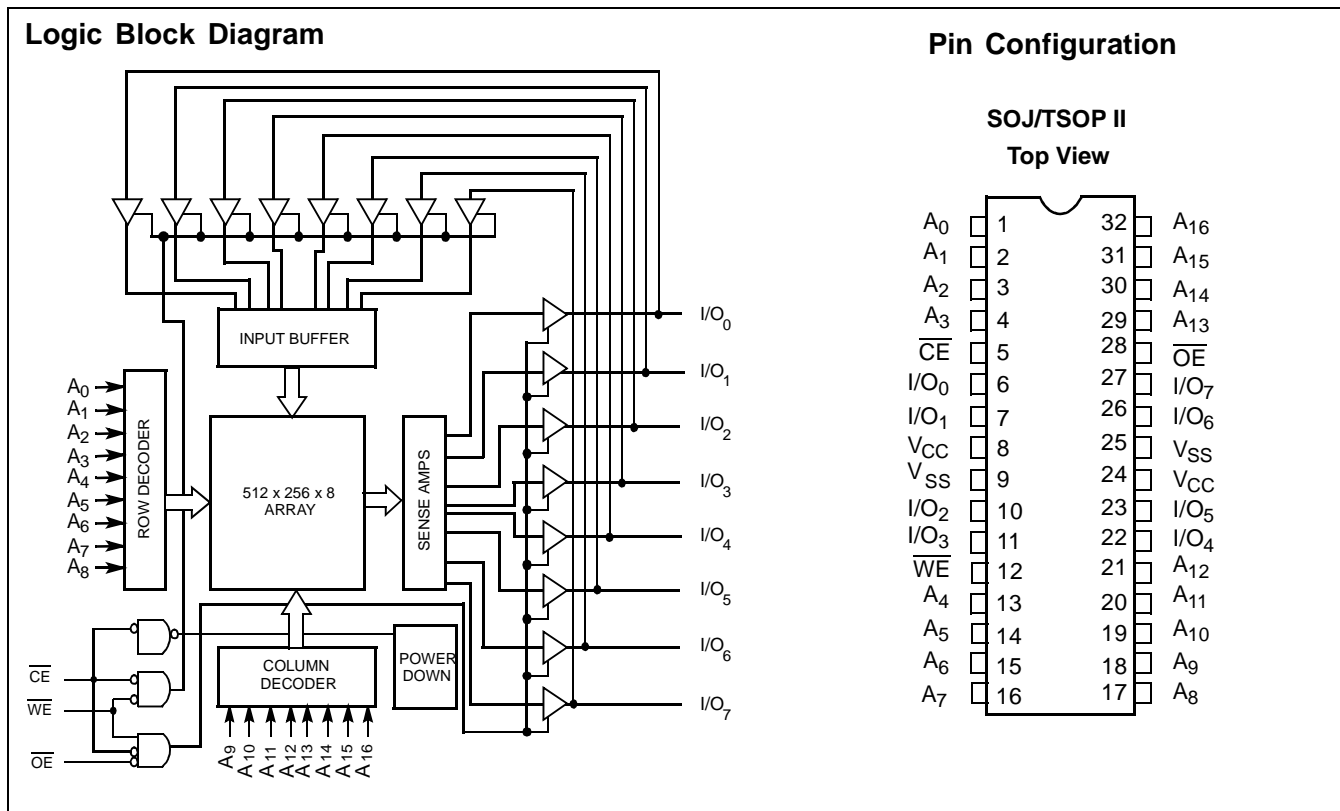 Logic Block Diagram
INPUT BUFFER
A0
A1
A2
A3
A4
A5
A6
A7
A8
ROW DECODER
512 x 256 x 8
ARRAY
SENSE AMPS
I/O0
I/O1
I/O2
I/O3
I/O4
I/O5
I/O6
I/O7
CE
WE
OE
COLUMN
DECODER
POWER
DOWN
A9
A10
A11
A12
A13
A14
A15
A16
Pin Configuration
SOJ/TSOP II
Top View
A0 1 32 A16
A1 2 31 A15
A2 3 30 A14
A3 4 29 A13
CE 5 28 OE
I/O0 6 27 I/O7
I/O1 7 26 I/O6
VCC 8 25 VSS
VSS 9 24 VCC
I/O2 10 23 I/O5
I/O3 11 22 I/O4
WE 12 21 A12
A4 13 20 A11
A5 14 19 A10
A6 15 18 A9
A7 16 17 A8